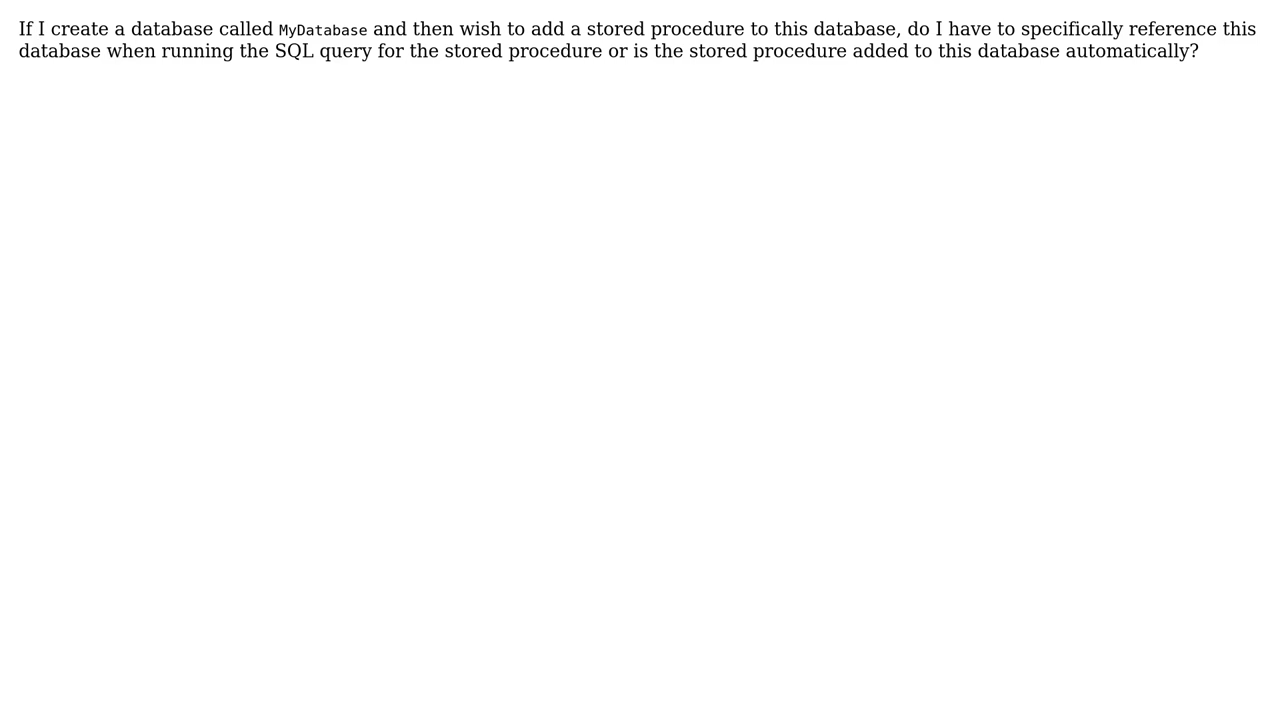 If I create a database called MyDatabase and then wish to add a stored procedure to this database, do I have to specifically reference this
database when running the SQL query for the stored procedure or is the stored procedure added to this database automatically?